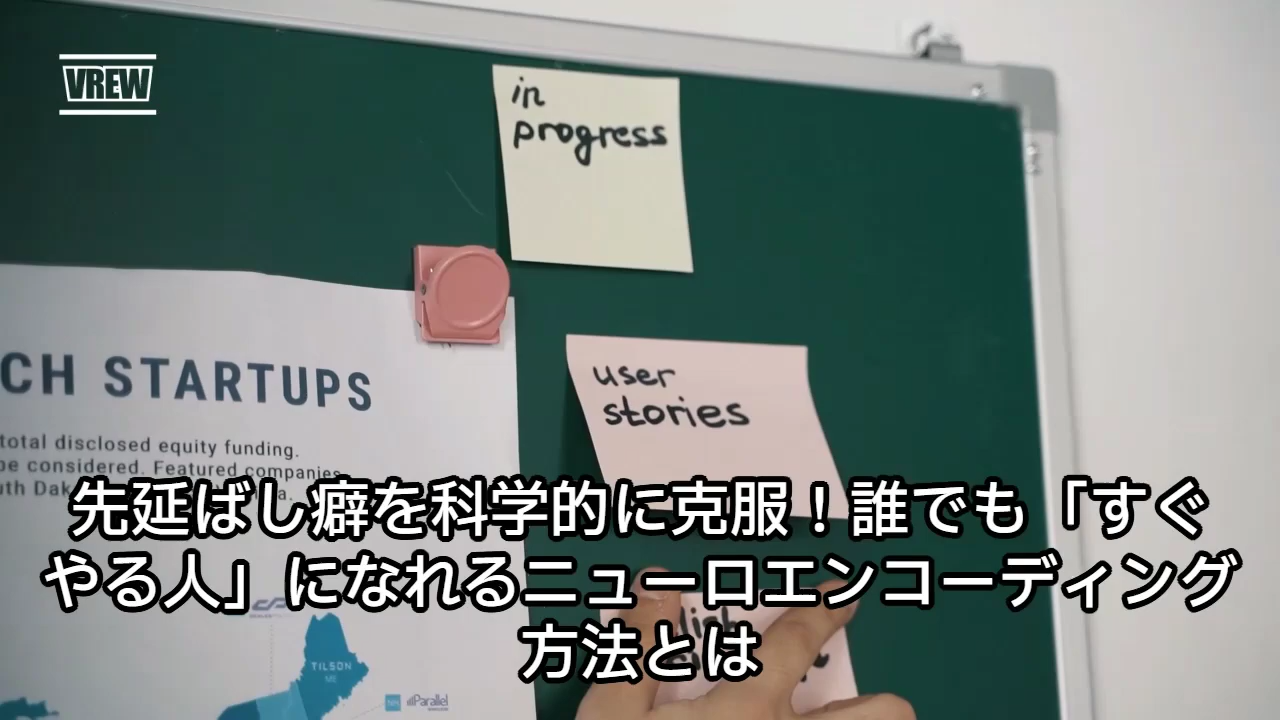 VREW
in
progress
CH STARTUPS
total disclosed equity funding.
be considered. Featured companies
user
stories
先延ばし癖を科学的に克服！誰でも「すぐ
やる人」になれるニューロエンコーディング
方法とは
TILSON
ME
Parallel